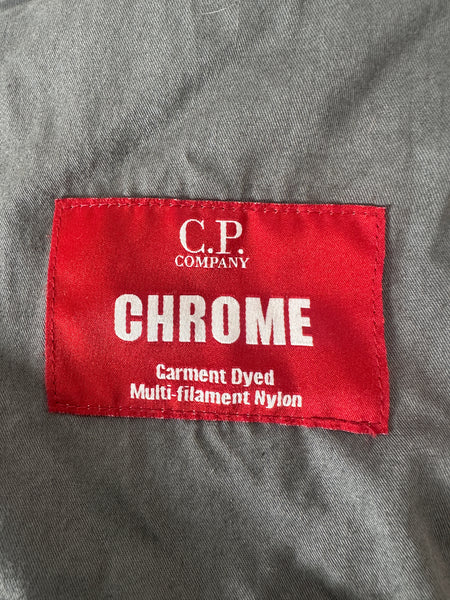 C.P.
COMPANY
CHROME
Garment Dyed
Multi-filament Nylon